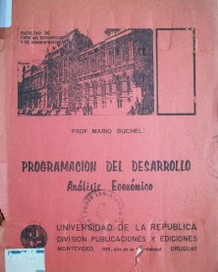 FACULTAD DE
CIENCIAS ECONOMICAS
Y DE ADMINISTRACION
PROF. MARIO BUCHELI
PROGRAMACION DEL DESARROLLO
Análisis Económico
UNIVERSIDAD DE LA REPUBLICA
DIVISION PUBLICACIONES Y EDICIONES
MONTEVIDEO
URUGUAY